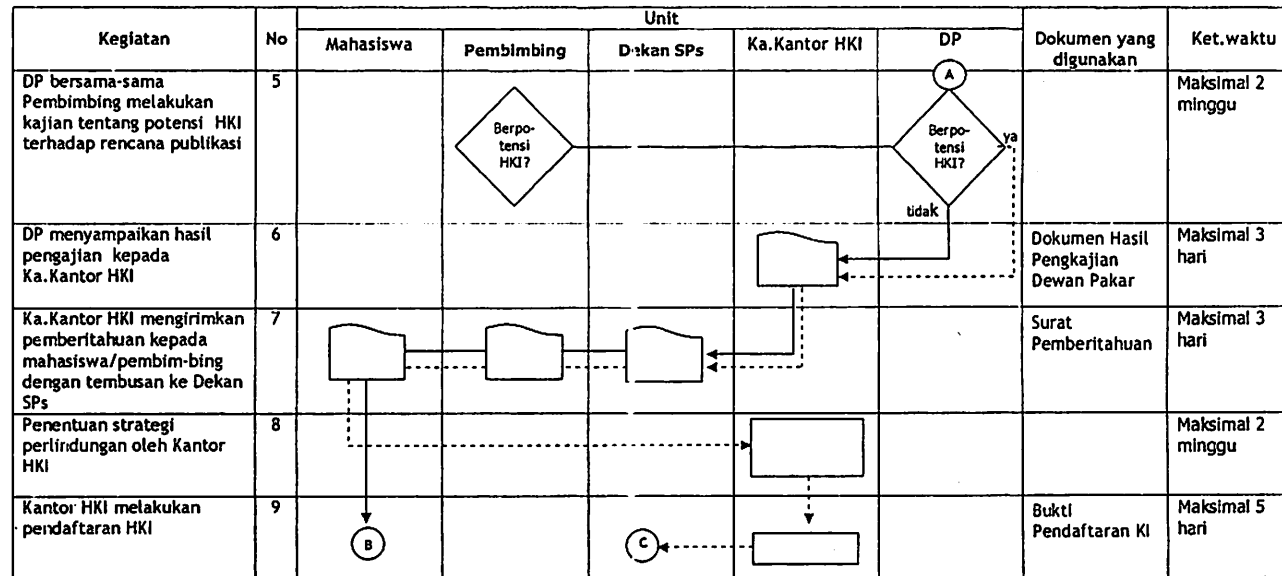 Unit
Kegiatan
No
Mahasiswa
Pembimbing
Dekan SPs
Ka.Kantor HKI
DP
Dokumen yang
digunakan
Ket.waktu
DP bersama-sama
Pembimbing melakukan
kajian tentang potensi HKI
terhadap rencana publikasi
5
Berpo-
tensi
HKI?
A
Berpo-
tensi
HKI?
ya
tidak
Maksimal 2
minggu
DP menyampaikan hasil
pengajian kepada
Ka.Kantor HKI
6
Dokumen Hasil
Pengkajian
Dewan Pakar
Maksimal 3
hari
Ka.Kantor HKI mengirimkan
pemberitahuan kepada
mahasiswa/pembim-bing
dengan tembusan ke Dekan
SPs
7
Surat
Pemberitahuan
Maksimal 3
hari
Penentuan strategi
perlindungan oleh Kantor
HKI
8
Maksimal 2
minggu
Kantor HKI melakukan
pendaftaran HKI
9
B
C
Bukti
Pendaftaran KI
Maksimal 5
hari